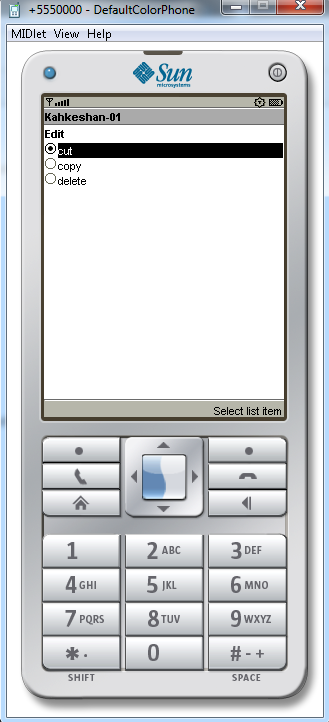 +5550000 - DefaultColorPhone
MIDlet View Help
Sun
microsystems
Kahkeshan-01
Edit
cut
copy
delete
Select list item
1 2 ABC 3 DEF
4 GHI 5 JKL 6 MNO
7 PQRS 8 TUV 9 WXYZ
* . 0 # - +
SHIFT SPACE